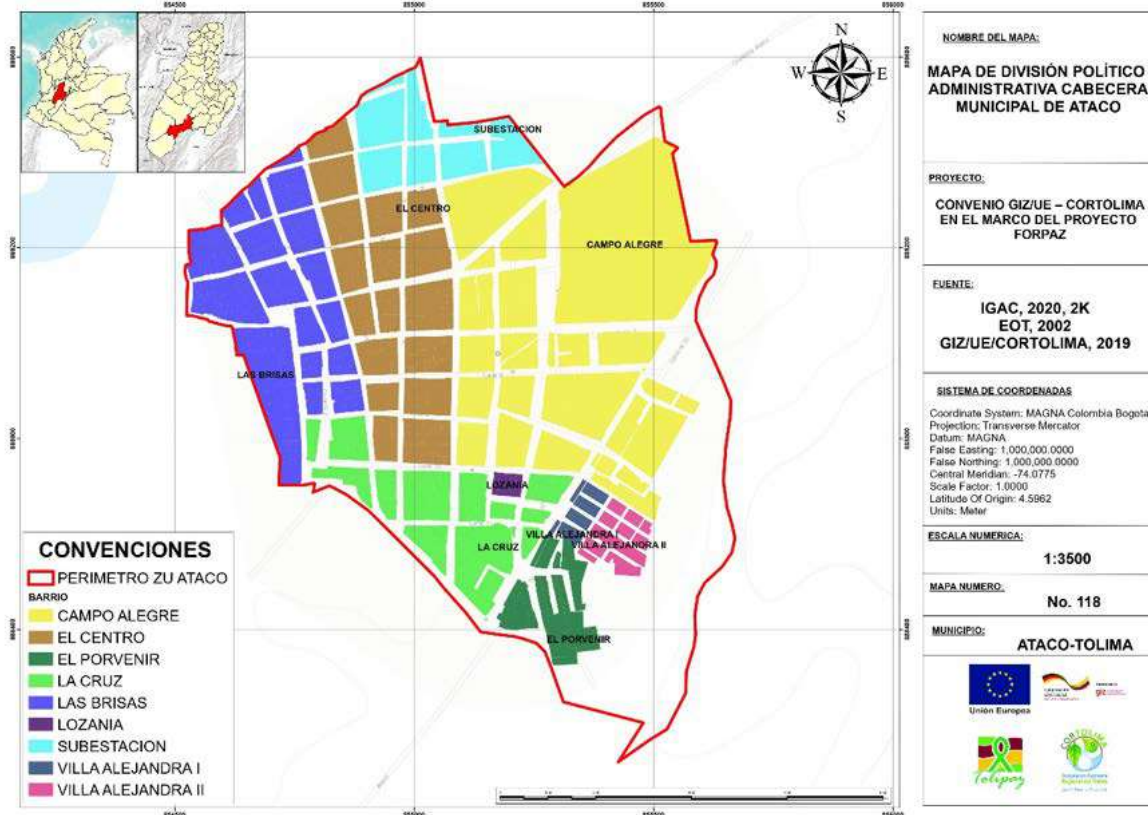 NOMBRE DEL MAPA:
MAPA DE DIVISIÓN POLÍTICO
ADMINISTRATIVA CABECERA
MUNICIPAL DE ATACO
PROYECTO:
CONVENIO GIZ/UE – CORTOLIMA
EN EL MARCO DEL PROYECTO
FORPAZ
FUENTE:
IGAC, 2020, 2K
EOT, 2002
GIZ/UE/CORTOLIMA, 2019
SISTEMA DE COORDENADAS
Coordinate System: MAGNA Colombia Bogota
Projection: Transverse Mercator
Datum: MAGNA
False Easting: 1,000,000.0000
False Northing: 1,000,000.0000
Central Meridian: -74.0775
Scale Factor: 1.0000
Latitude Of Origin: 4.5962
Units: Meter
ESCALA NUMERICA:
1:3500
MAPA NUMERO:
No. 118
MUNICIPIO:
ATACO-TOLIMA
Unión Europea
giz
Tolipaz
CORTOLIMA
N
W E
S
SUBESTACION
EL CENTRO
CAMPO ALEGRE
LAS BRISAS
LOZANIA
LA CRUZ
VILLA ALEJANDRA I
VILLA ALEJANDRA II
EL PORVENIR
CONVENCIONES
PERIMETRO ZU ATACO
BARRIO
CAMPO ALEGRE
EL CENTRO
EL PORVENIR
LA CRUZ
LAS BRISAS
LOZANIA
SUBESTACION
VILLA ALEJANDRA I
VILLA ALEJANDRA II